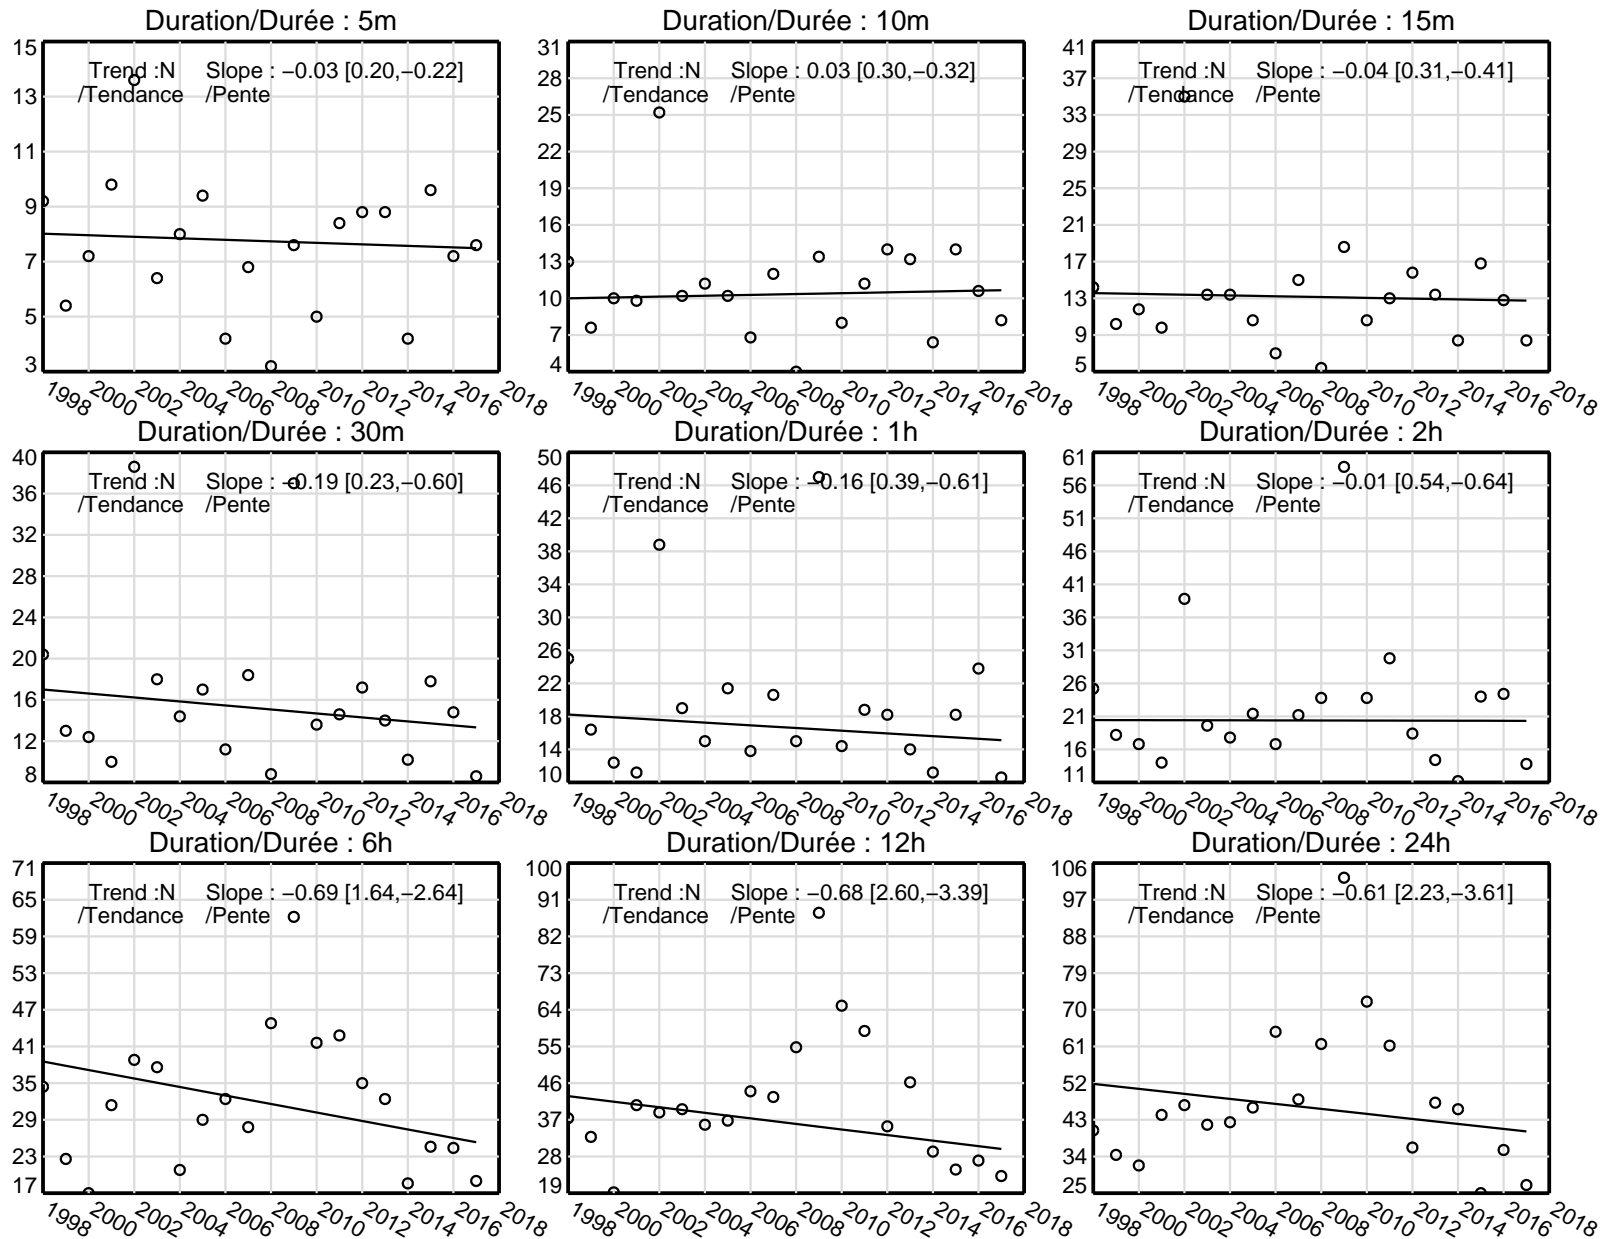 Duration/Durée : 5m
Trend :N Slope : −0.03 [0.20,−0.22]
/Tendance /Pente
15
13
11
9
7
5
3
1998 2000 2002 2004 2006 2008 2010 2012 2014 2016 2018
Duration/Durée : 10m
Trend :N Slope : 0.03 [0.30,−0.32]
/Tendance /Pente
31
28
25
22
19
16
13
10
7
4
1998 2000 2002 2004 2006 2008 2010 2012 2014 2016 2018
Duration/Durée : 15m
Trend :N Slope : −0.04 [0.31,−0.41]
/Tendance /Pente
41
37
33
29
25
21
17
13
9
5
1998 2000 2002 2004 2006 2008 2010 2012 2014 2016 2018
Duration/Durée : 30m
Trend :N Slope : −0.19 [0.23,−0.60]
/Tendance /Pente
40
36
32
28
24
20
16
12
8
1998 2000 2002 2004 2006 2008 2010 2012 2014 2016 2018
Duration/Durée : 1h
Trend :N Slope : −0.16 [0.39,−0.61]
/Tendance /Pente
50
46
42
38
34
30
26
22
18
14
10
1998 2000 2002 2004 2006 2008 2010 2012 2014 2016 2018
Duration/Durée : 2h
Trend :N Slope : −0.01 [0.54,−0.64]
/Tendance /Pente
61
56
51
46
41
36
31
26
21
16
11
1998 2000 2002 2004 2006 2008 2010 2012 2014 2016 2018
Duration/Durée : 6h
Trend :N Slope : −0.69 [1.64,−2.64]
/Tendance /Pente
71
65
59
53
47
41
35
29
23
17
1998 2000 2002 2004 2006 2008 2010 2012 2014 2016 2018
Duration/Durée : 12h
Trend :N Slope : −0.68 [2.60,−3.39]
/Tendance /Pente
100
91
82
73
64
55
46
37
28
19
1998 2000 2002 2004 2006 2008 2010 2012 2014 2016 2018
Duration/Durée : 24h
Trend :N Slope : −0.61 [2.23,−3.61]
/Tendance /Pente
106
97
88
79
70
61
52
43
34
25
1998 2000 2002 2004 2006 2008 2010 2012 2014 2016 2018